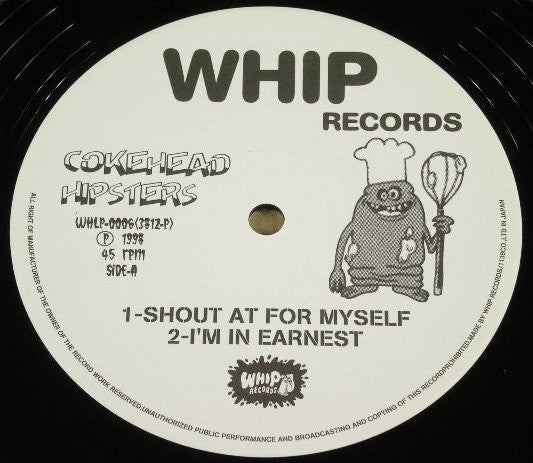 WHIP
RECORDS
COKEHEAD
HIPSTERS
WHLP-0006(3812-P)
Ⓟ 1998
45 rpm
SIDE-A
1-SHOUT AT FOR MYSELF
2-I'M IN EARNEST
WHIP
RECORDS
ALL RIGHT OF MANUFACTURER OF THE OWNER OF THE RECORD WORK RESERVED.UNAUTHORIZED PUBLIC PERFORMANCE AND BROADCASTING AND COPYING OF THIS RECORDPROHIBITED.MADE BY WHIP RECORDS/113BCO.,LTD IN JAPAN